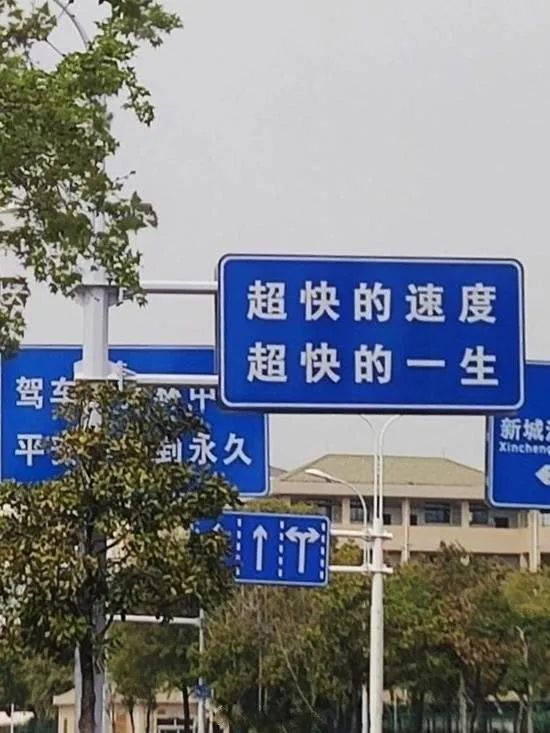 超快的速度
超快的一生
驾车
中
平
到永久
新城
Xincheng